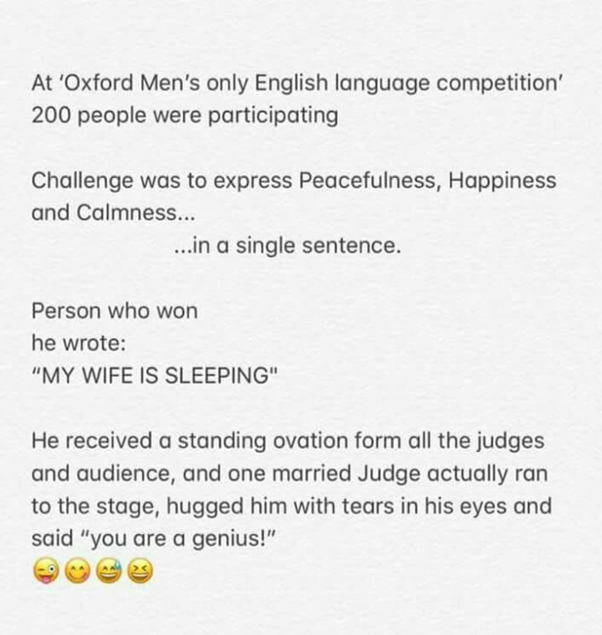 At ‘Oxford Men’s only English language competition’
200 people were participating
Challenge was to express Peacefulness, Happiness
and Calmness...
...in a single sentence.
Person who won
he wrote:
“MY WIFE IS SLEEPING"
He received a standing ovation form all the judges
and audience, and one married Judge actually ran
to the stage, hugged him with tears in his eyes and
said “you are a genius!”
😜😋😅😆